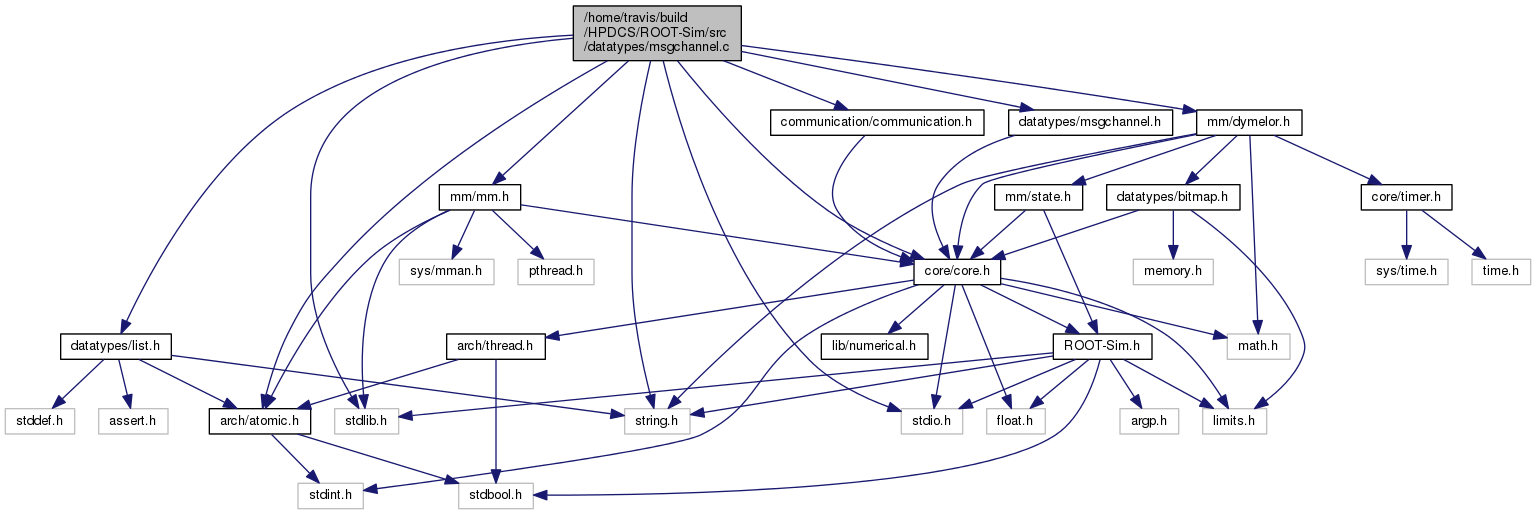 /home/travis/build
/HPDCS/ROOT-Sim/src
/datatypes/msgchannel.c
communication/communication.h
datatypes/msgchannel.h
mm/dymelor.h
mm/mm.h
mm/state.h
datatypes/bitmap.h
core/timer.h
sys/mman.h
pthread.h
core/core.h
memory.h
sys/time.h
time.h
datatypes/list.h
arch/thread.h
lib/numerical.h
ROOT-Sim.h
math.h
stddef.h
assert.h
arch/atomic.h
stdlib.h
string.h
stdio.h
float.h
argp.h
limits.h
stdint.h
stdbool.h